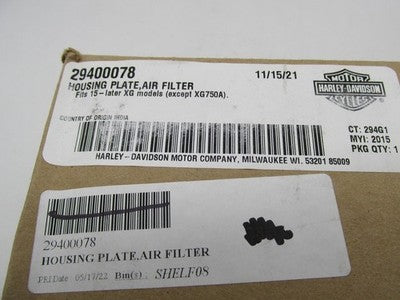 29400078
11/15/21
HOUSING PLATE,AIR FILTER
Fits 15-later XG models (except XG750A).
MOTOR
HARLEY-DAVIDSON
CYCLES
COUNTRY OF ORIGIN INDIA
CT: 294G1
MYI: 2015
PKG QTY: 1
HARLEY-DAVIDSON MOTOR COMPANY, MILWAUKEE WI. 53201 85009
29400078
HOUSING PLATE,AIR FILTER
PRJ Date 05/17/22 Bin(s). SHELF08